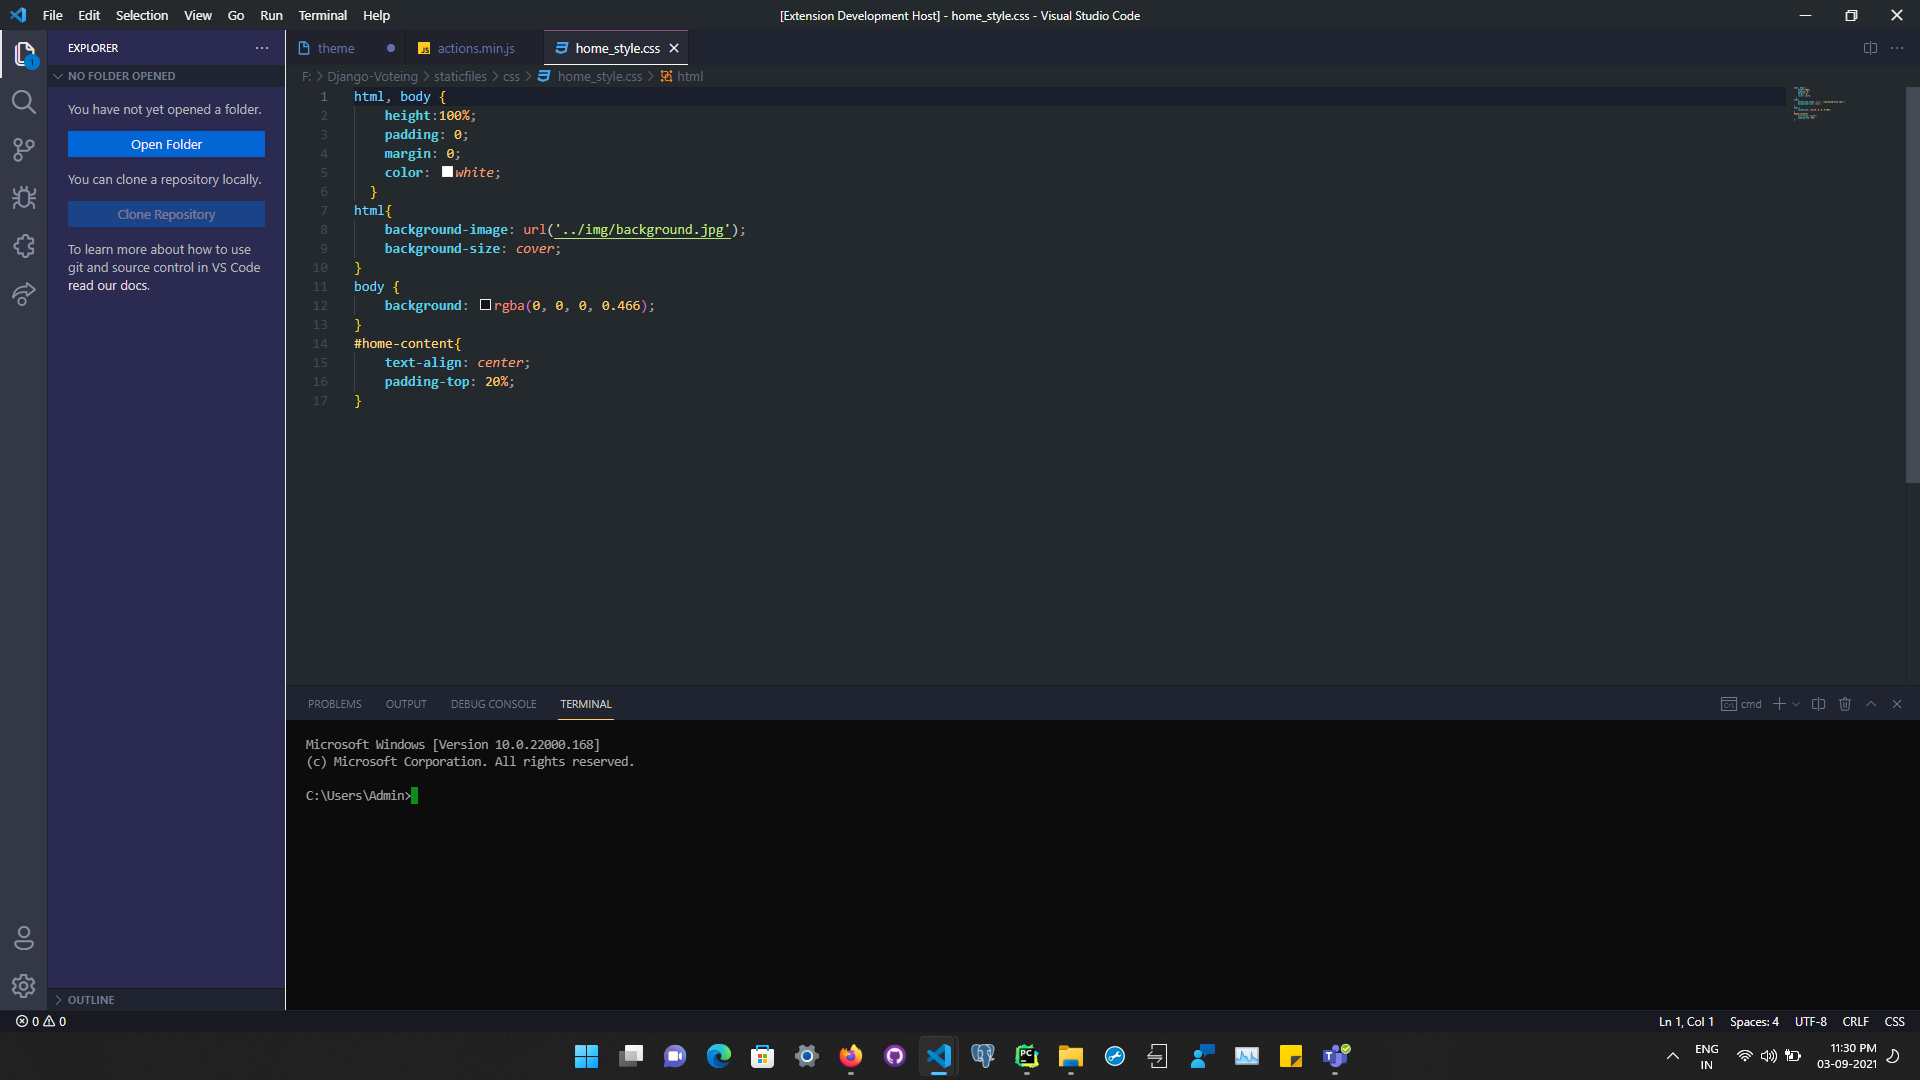 File Edit Selection View Go Run Terminal Help
[Extension Development Host] - home_style.css - Visual Studio Code
EXPLORER
NO FOLDER OPENED
You have not yet opened a folder.
Open Folder
You can clone a repository locally.
Clone Repository
To learn more about how to use
git and source control in VS Code
read our docs.
OUTLINE
theme
JS actions.min.js
home_style.css
F: > Django-Voteing > staticfiles > css > home_style.css > html
1 html, body {
2 height:100%;
3 padding: 0;
4 margin: 0;
5 color: white;
6 }
7 html{
8 background-image: url('../img/background.jpg');
9 background-size: cover;
10 }
11 body {
12 background: rgba(0, 0, 0, 0.466);
13 }
14 #home-content{
15 text-align: center;
16 padding-top: 20%;
17 }
PROBLEMS OUTPUT DEBUG CONSOLE TERMINAL
cmd
Microsoft Windows [Version 10.0.22000.168]
(c) Microsoft Corporation. All rights reserved.
C:\Users\Admin>
0 0
Ln 1, Col 1 Spaces: 4 UTF-8 CRLF CSS
PC
ENG
IN
11:30 PM
03-09-2021